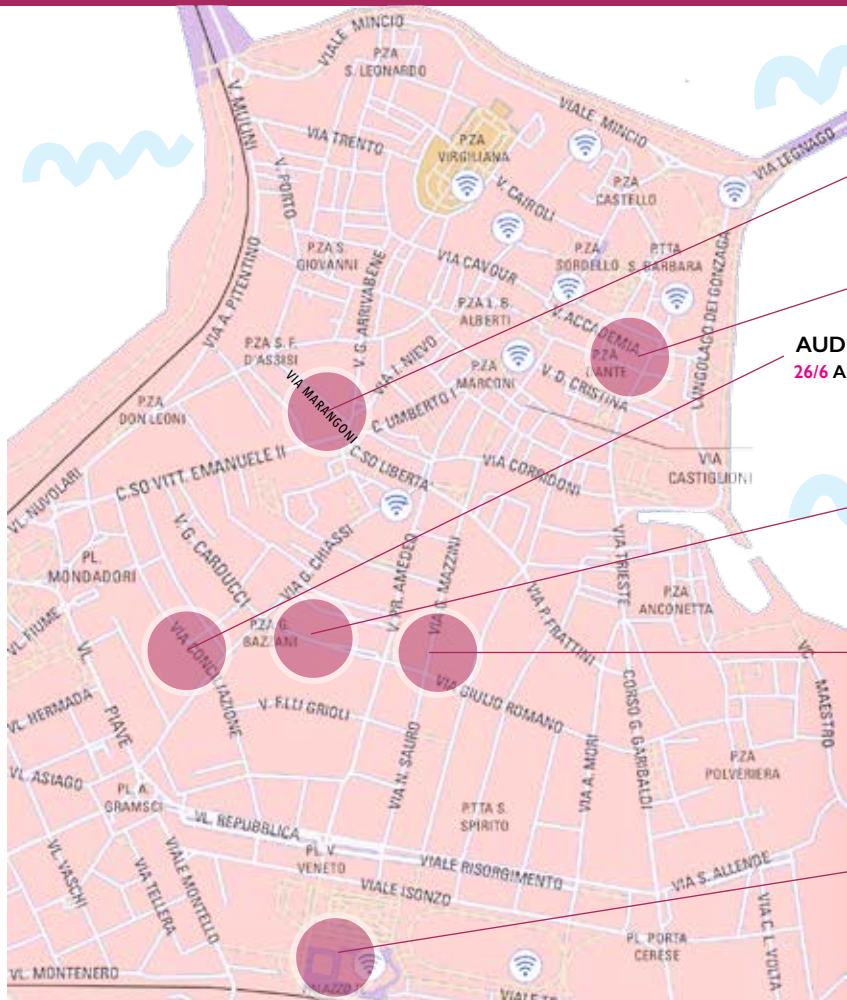 VIALE MINCIO
P.ZA
S. LEONARDO
V. MULINI
VIA TRENTO
P.ZA
VIRGILIANA
VIALE MINCIO
VIA LEGNAGO
V. PORTO
V. CAIROLI
P.ZA
CASTELLO
P.ZA S.
GIOVANNI
VIA CAVOUR
P.ZA
SORDELLO
P.TTA
S. BARBARA
VIA A. PITENTINO
V. G. ARRIVABENE
P.ZA L. B.
ALBERTI
V. ACCADEMIA
LUNGOLAGO DEI GONZAGA
P.ZA S. F.
D'ASSISI
VIA I. NIEVO
P.ZA
MARCONI
P.ZA
DANTE
AUD
26/6 A
VIA MARANGONI
V. D. CRISTINA
P.ZA
DON LEONI
C. UMBERTO I
C.SO VITT. EMANUELE II
C.SO LIBERTA'
VIA CORRIDONI
VIA
CASTIGLIONI
VL. NUVOLARI
V. G. CARDUCCI
VIA G. CHIASSI
V. PR. AMEDEO
VIA G. MAZZINI
VIA TRIESTE
PL.
MONDADORI
VIA P. FRATTINI
P.ZA
ANCONETTA
VL. FIUME
VL. PIAVE
VIA CONCILIAZIONE
P.ZA G.
BAZZANI
VIA GIULIO ROMANO
VC. MAESTRO
VL. HERMADA
V. F.LLI GRIOLI
CORSO G. GARIBALDI
VL. ASIAGO
PL. A.
GRAMSCI
VIA N. SAURO
VIA A. MORI
P.ZA
POLVERIERA
VL. REPUBBLICA
P.TTA S.
SPIRITO
PL. V.
VENETO
VIALE RISORGIMENTO
VIA S. ALLENDE
VL. VASCHI
VIA TELLERA
VIALE MONTELLO
VIALE ISONZO
PL. PORTA
CERESE
VIA C. L. VOLTA
VL. MONTENERO
PALAZZO
VIALE